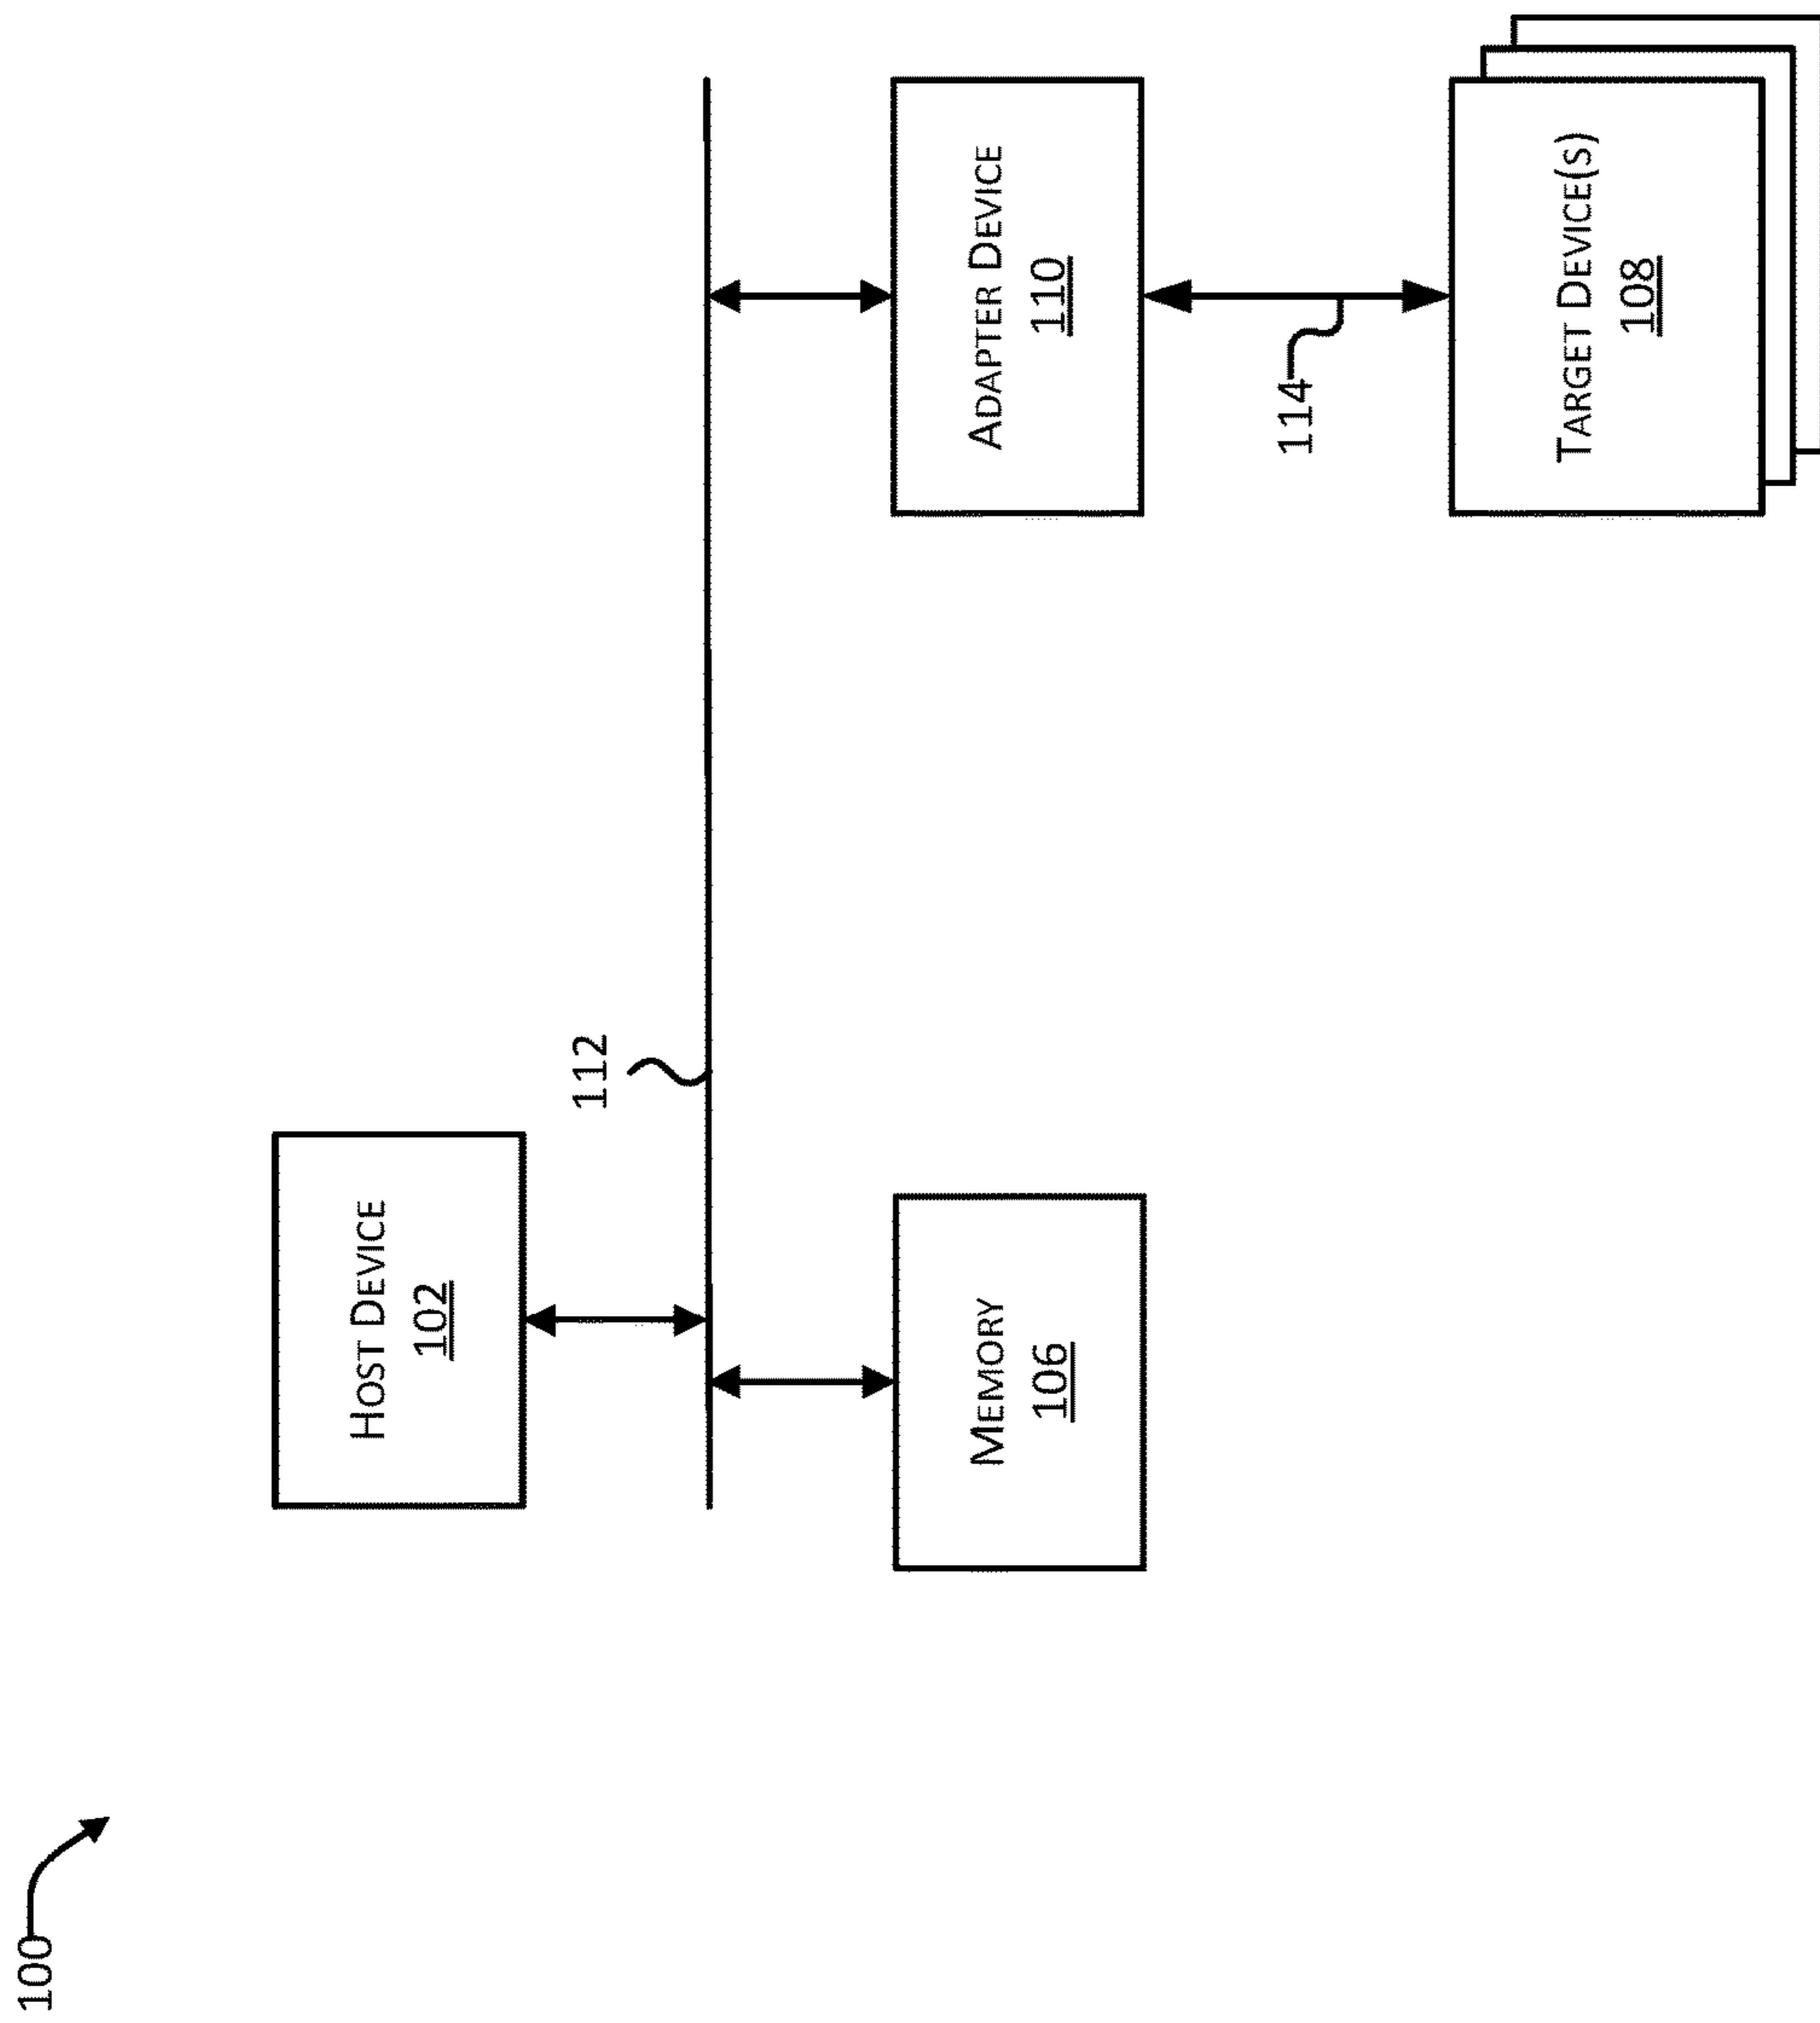 100
HOST DEVICE
102
112
MEMORY
106
ADAPTER DEVICE
110
114
TARGET DEVICE(S)
108